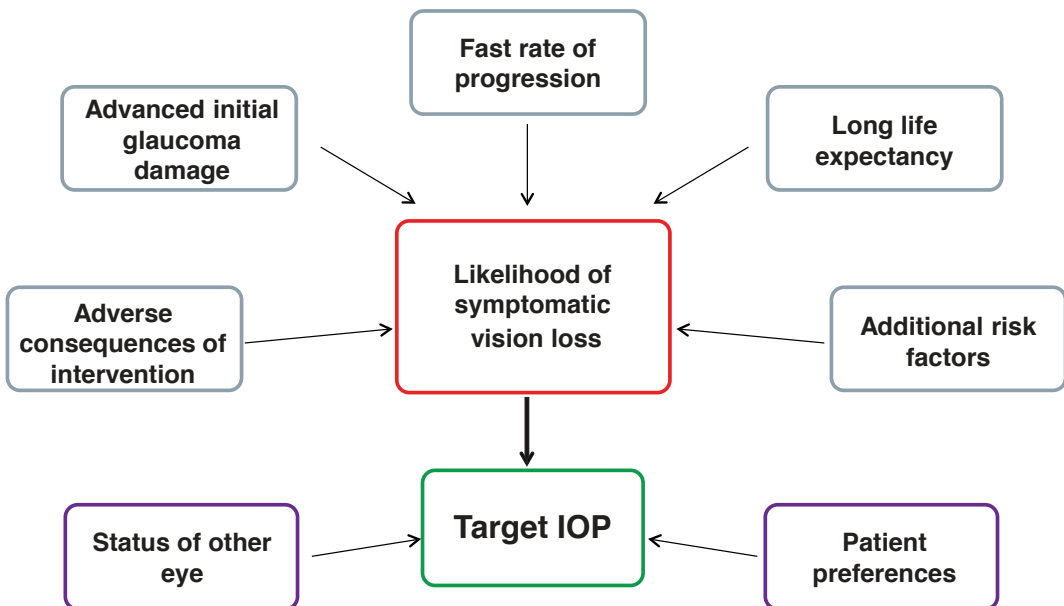 Fast rate of
progression
Advanced initial
glaucoma
damage
Long life
expectancy
Likelihood of
symptomatic
vision loss
Adverse
consequences of
intervention
Additional risk
factors
Target IOP
Status of other
eye
Patient
preferences